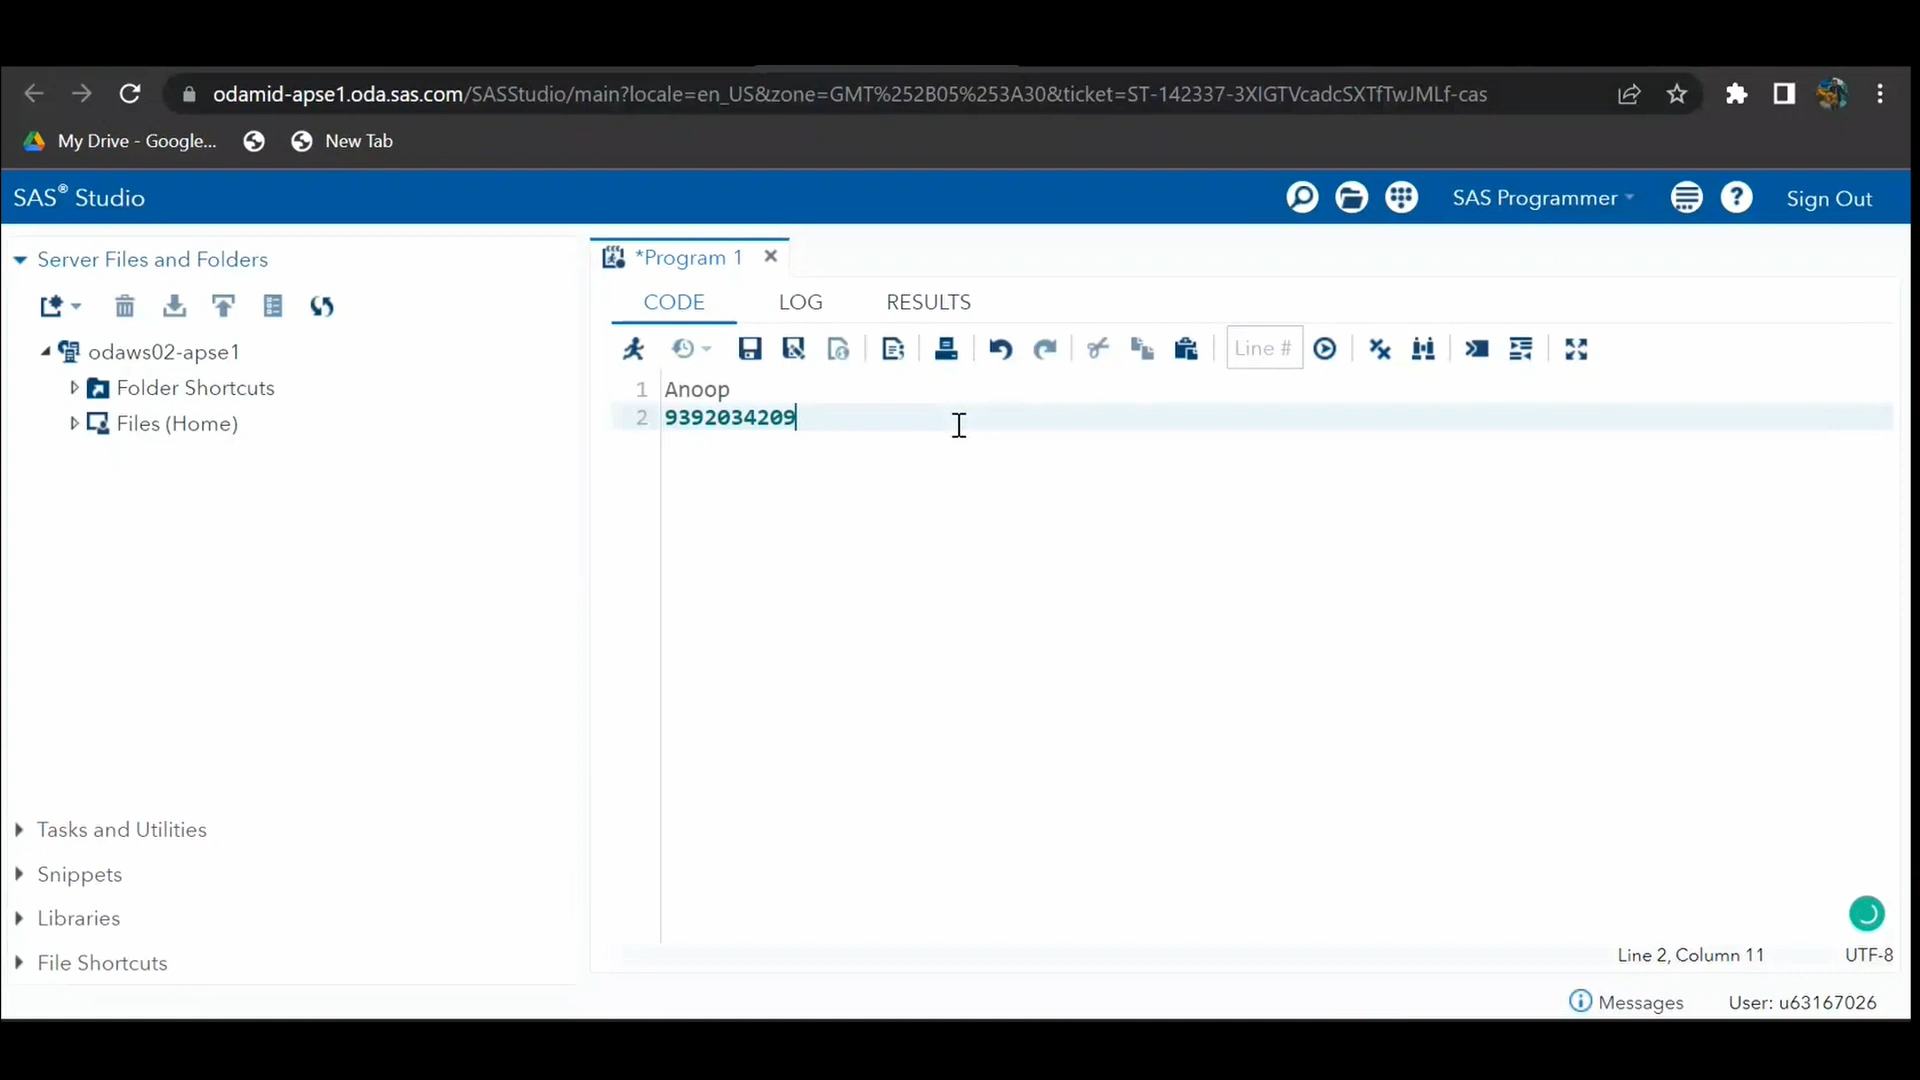 odamid-apse1.oda.sas.com/SASStudio/main?locale=en_US&zone=GMT%252B05%253A30&ticket=ST-142337-3XlGTVcadcSXTfTwJMLf-cas
My Drive - Google...
New Tab
SAS® Studio
SAS Programmer
Sign Out
Server Files and Folders
*Program 1
CODE
LOG
RESULTS
Line #
odaws02-apse1
Folder Shortcuts
Files (Home)
1 Anoop
2 9392034209
Tasks and Utilities
Snippets
Libraries
File Shortcuts
Line 2, Column 11
UTF-8
Messages
User: u63167026